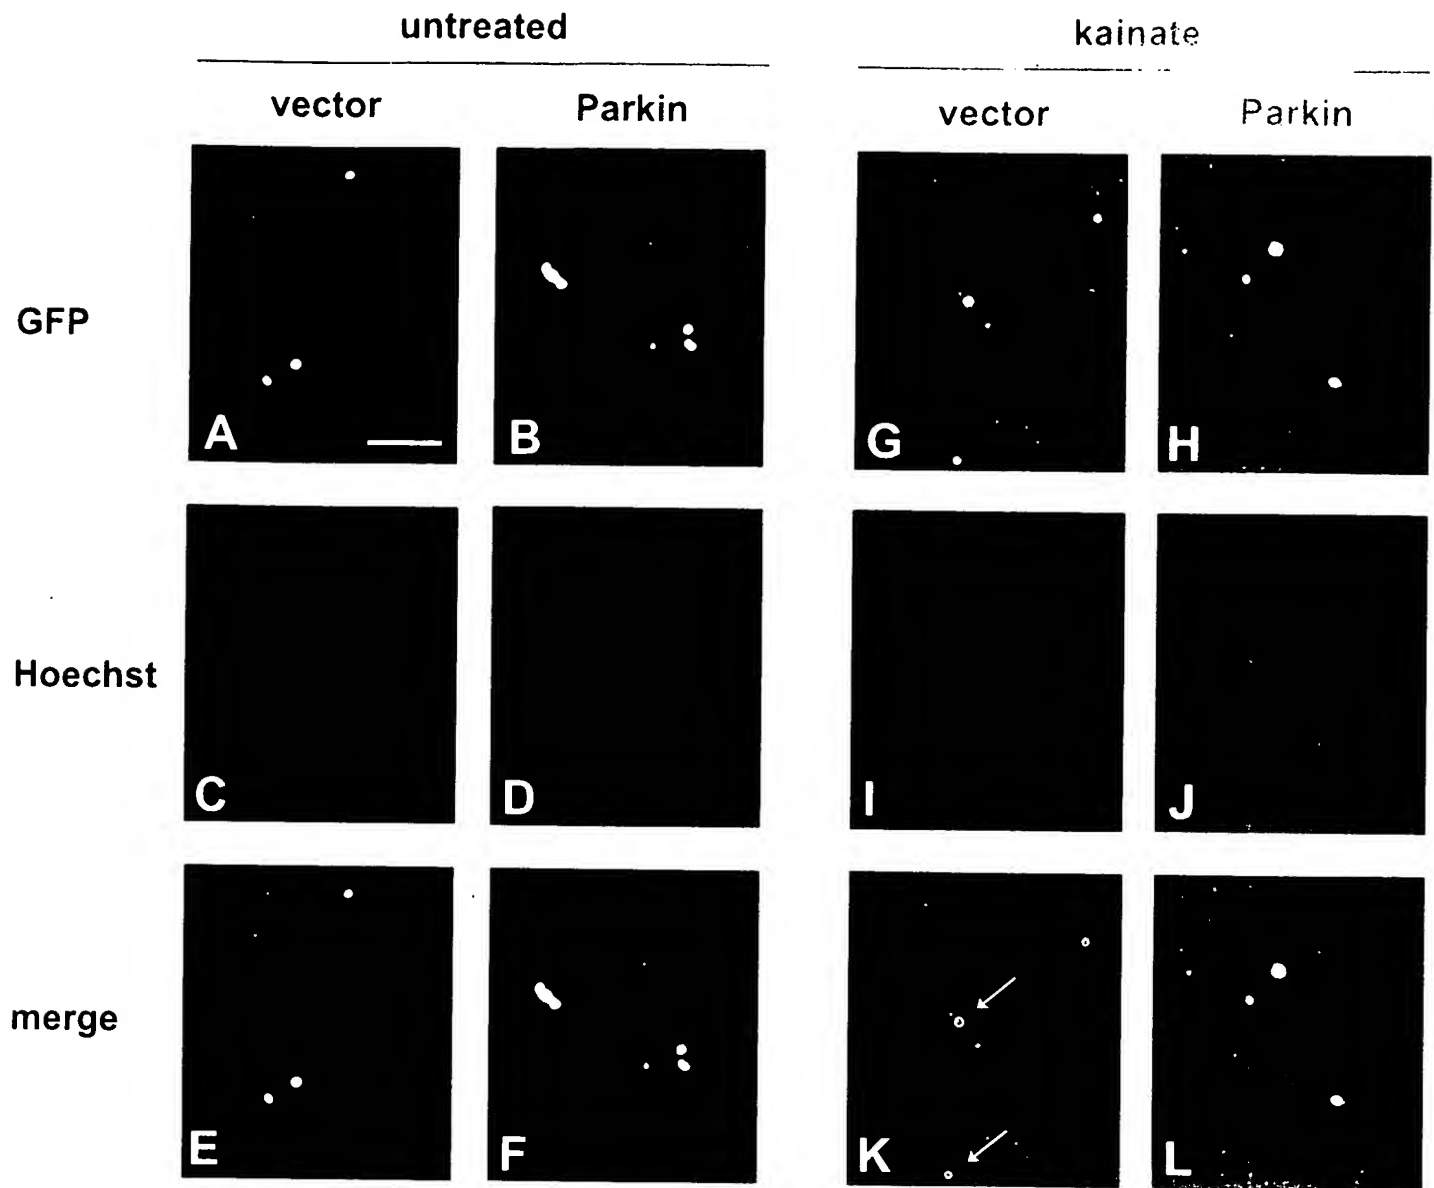 untreated kainate
vector Parkin vector Parkin
GFP
A B G H
Hoechst
C D I J
merge
E F K L